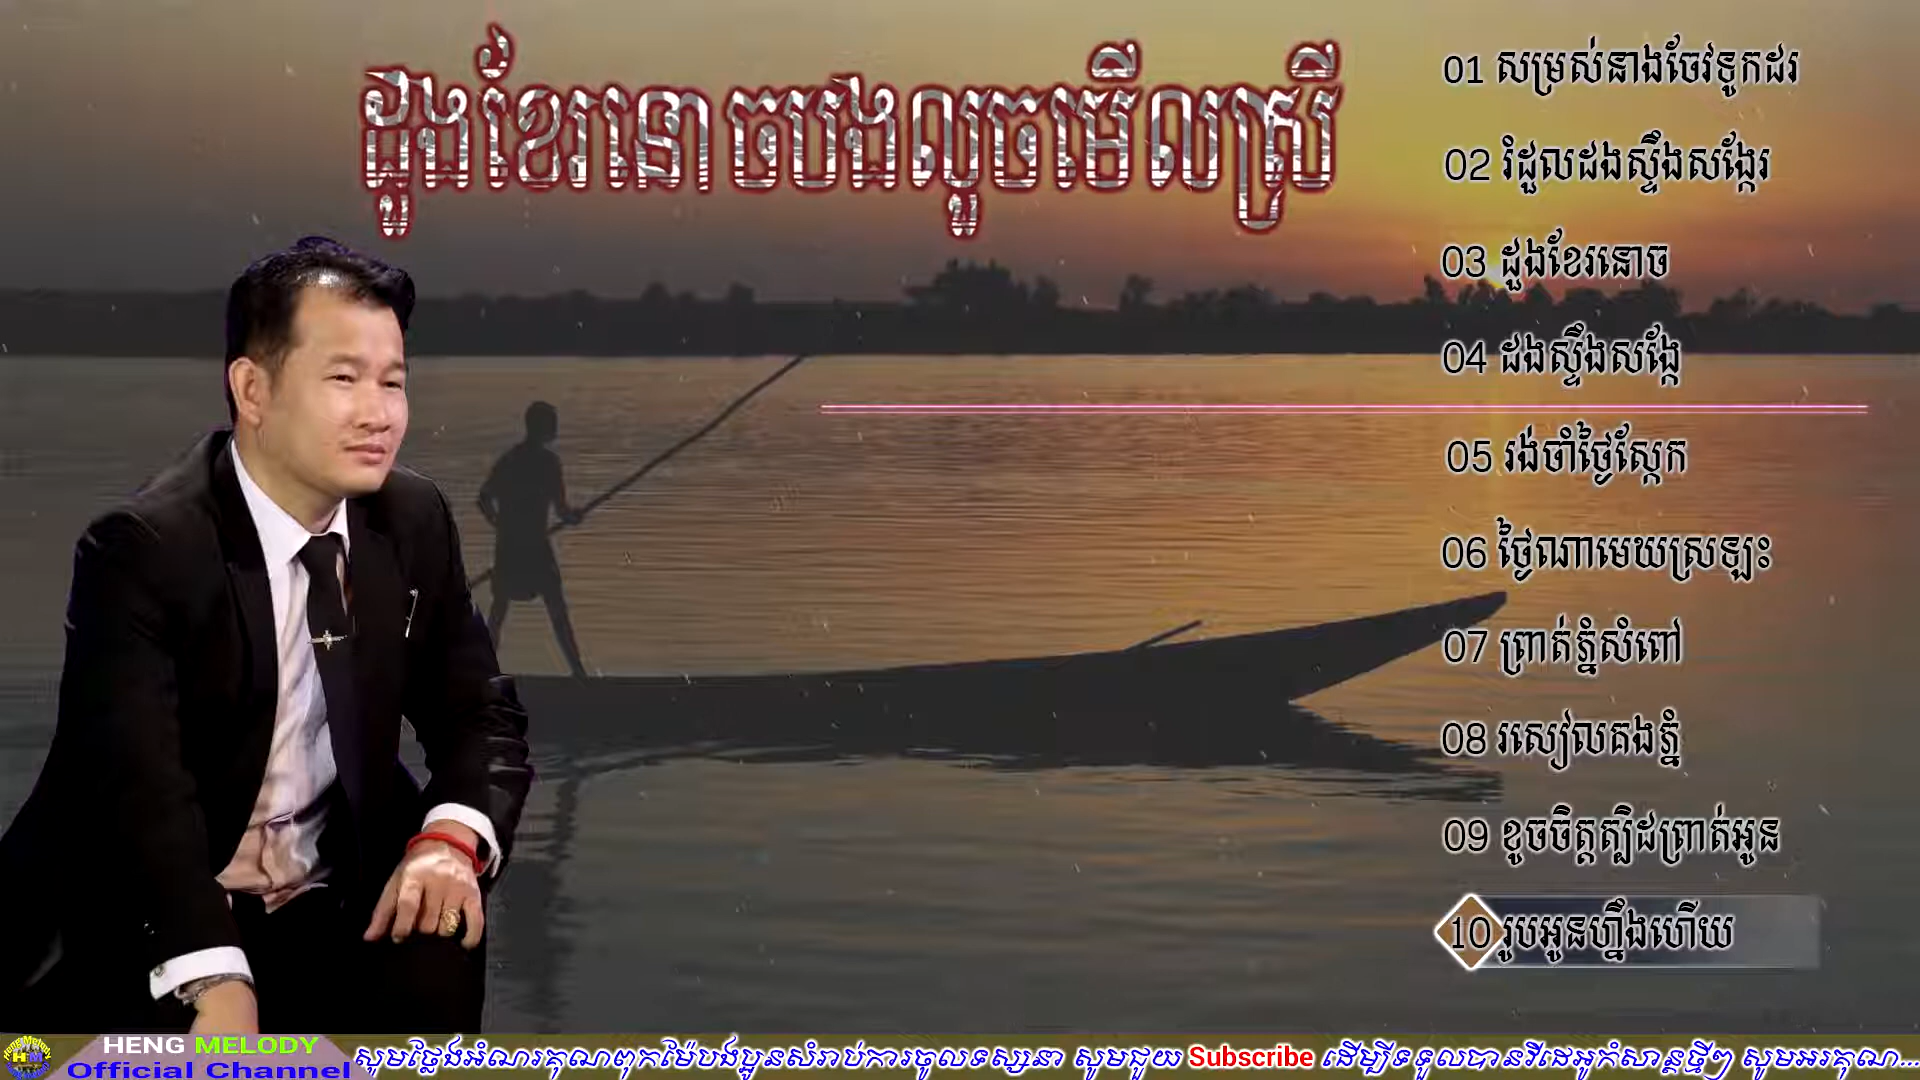 ដួងខែរនោចបងលួចមើលស្រី
01 សម្រស់នាងចែវទូកដរ
02 រំដួលដងស្ទឹងសង្កែរ
03 ដួងខែរនោច
04 ដងស្ទឹងសង្កែ
05 រង់ចាំថ្ងៃស្អែក
06 ថ្ងៃណាមេឃស្រឡះ
07 ព្រាត់ភ្នំសំពៅ
08 រសៀលគងភ្នំ
09 ខូចចិត្តត្បិដព្រាត់អូន
10 រូបអូនហ្នឹងហើយ
HENG MELODY
Official Channel
Heng Melody
HM
សូមថ្លែងអំណរគុណពុកម៉ែបងប្អូនសំរាប់ការចូលទស្សនា សូមជួយ Subscribe ដើម្បីទទួលបានវីដេអូកំសាន្តថ្មីៗ សូមអរគុណ...